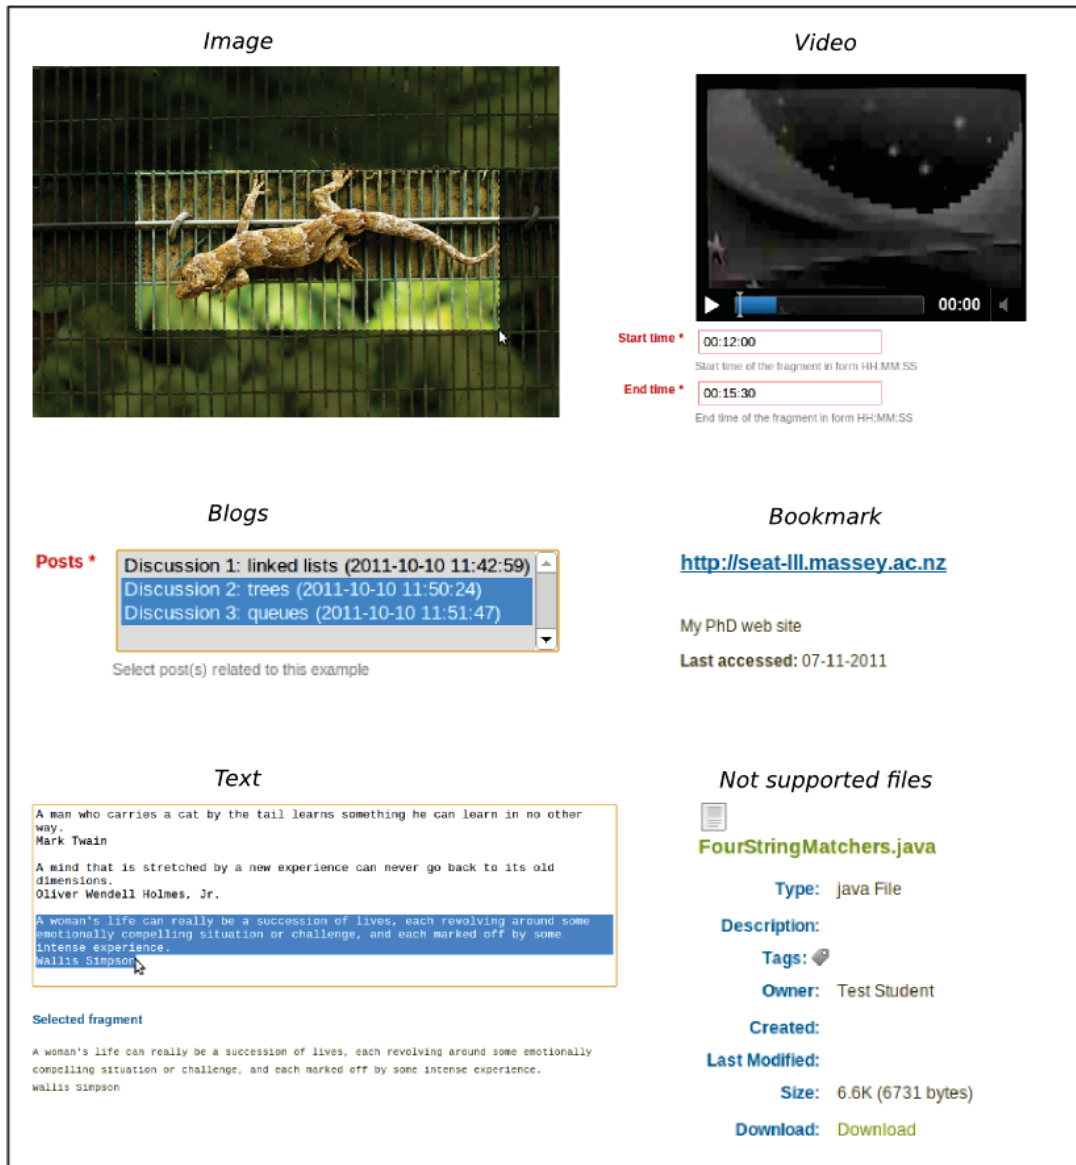 Image
Video
00:00
Start time * 00:12:00
Start time of the fragment in form HH:MM:SS
End time * 00:15:30
End time of the fragment in form HH:MM:SS
Blogs
Posts * Discussion 1: linked lists (2011-10-10 11:42:59)
Discussion 2: trees (2011-10-10 11:50:24)
Discussion 3: queues (2011-10-10 11:51:47)
Select post(s) related to this example
Bookmark
http://seat-lll.massey.ac.nz
My PhD web site
Last accessed: 07-11-2011
Text
A man who carries a cat by the tail learns something he can learn in no other
way.
Mark Twain
A mind that is stretched by a new experience can never go back to its old
dimensions.
Oliver Wendell Holmes, Jr.
A woman's life can really be a succession of lives, each revolving around some
emotionally compelling situation or challenge, and each marked off by some
intense experience.
Wallis Simpson
Selected fragment
A woman's life can really be a succession of lives, each revolving around some emotionally
compelling situation or challenge, and each marked off by some intense experience.
Wallis Simpson
Not supported files
FourStringMatchers.java
Type: java File
Description:
Tags:
Owner: Test Student
Created:
Last Modified:
Size: 6.6K (6731 bytes)
Download: Download